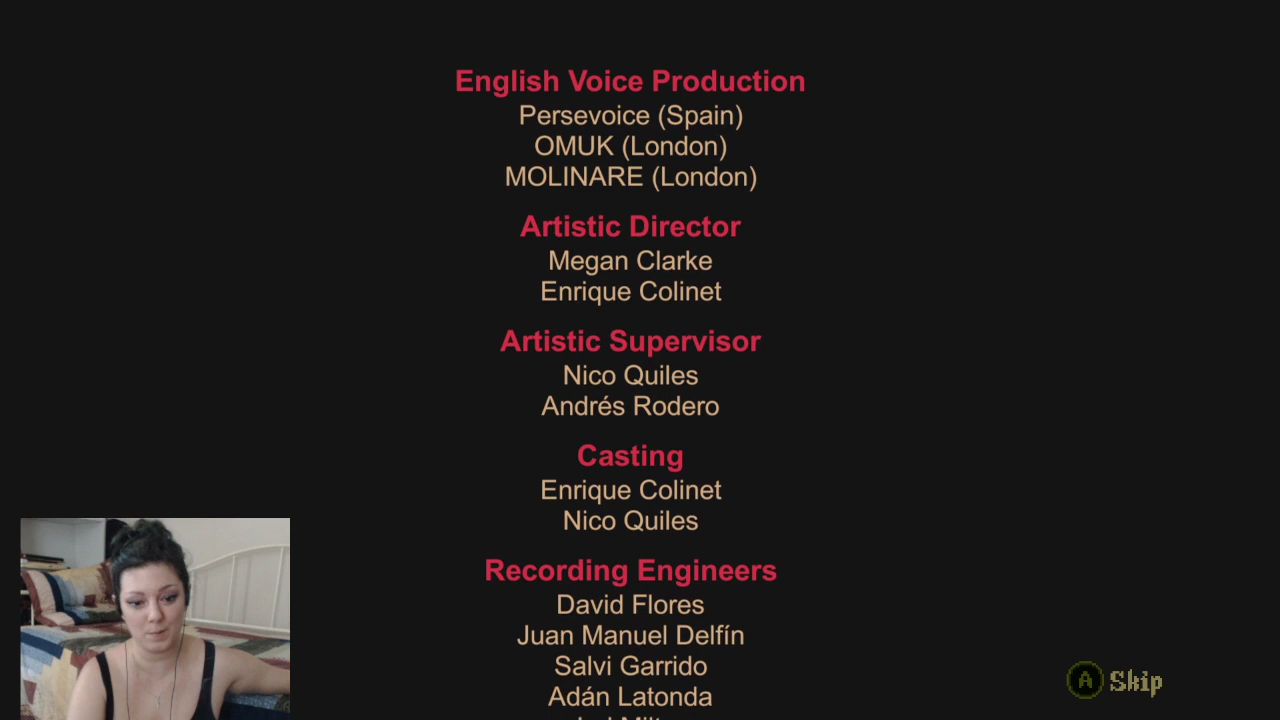 English Voice Production
Persevoice (Spain)
OMUK (London)
MOLINARE (London)
Artistic Director
Megan Clarke
Enrique Colinet
Artistic Supervisor
Nico Quiles
Andrés Rodero
Casting
Enrique Colinet
Nico Quiles
Recording Engineers
David Flores
Juan Manuel Delfín
Salvi Garrido
Adán Latonda
A Skip